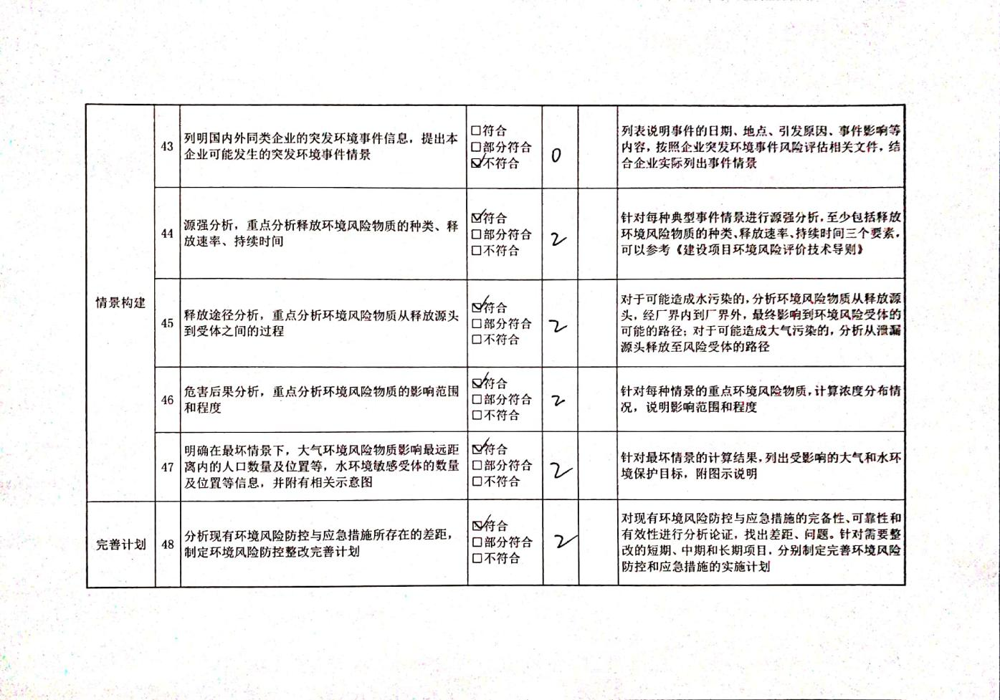 情景构建
43
列明国内外同类企业的突发环境事件信息，提出本
企业可能发生的突发环境事件情景
□符合
□部分符合
☑不符合
0
列表说明事件的日期、地点、引发原因、事件影响等
内容，按照企业突发环境事件风险评估相关文件，结
合企业实际列出事件情景
44
源强分析，重点分析释放环境风险物质的种类、释
放速率、持续时间
☑符合
□部分符合
□不符合
2
针对每种典型事件情景进行源强分析，至少包括释放
环境风险物质的种类、释放速率、持续时间三个要素，
可以参考《建设项目环境风险评价技术导则》
45
释放途径分析，重点分析环境风险物质从释放源头
到受体之间的过程
☑符合
□部分符合
□不符合
2
对于可能造成水污染的，分析环境风险物质从释放源
头，经厂界内到厂界外，最终影响到环境风险受体的
可能的路径；对于可能造成大气污染的，分析从泄漏
源头释放至风险受体的路径
46
危害后果分析，重点分析环境风险物质的影响范围
和程度
☑符合
□部分符合
□不符合
2
针对每种情景的重点环境风险物质，计算浓度分布情
况，说明影响范围和程度
47
明确在最坏情景下，大气环境风险物质影响最远距
离内的人口数量及位置等，水环境敏感受体的数量
及位置等信息，并附有相关示意图
☑符合
□部分符合
□不符合
2
针对最坏情景的计算结果，列出受影响的大气和水环
境保护目标，附图示说明
完善计划
48
分析现有环境风险防控与应急措施所存在的差距，
制定环境风险防控整改完善计划
☑符合
□部分符合
□不符合
2
对现有环境风险防控与应急措施的完备性、可靠性和
有效性进行分析论证，找出差距、问题。针对需要整
改的短期、中期和长期项目，分别制定完善环境风险
防控和应急措施的实施计划